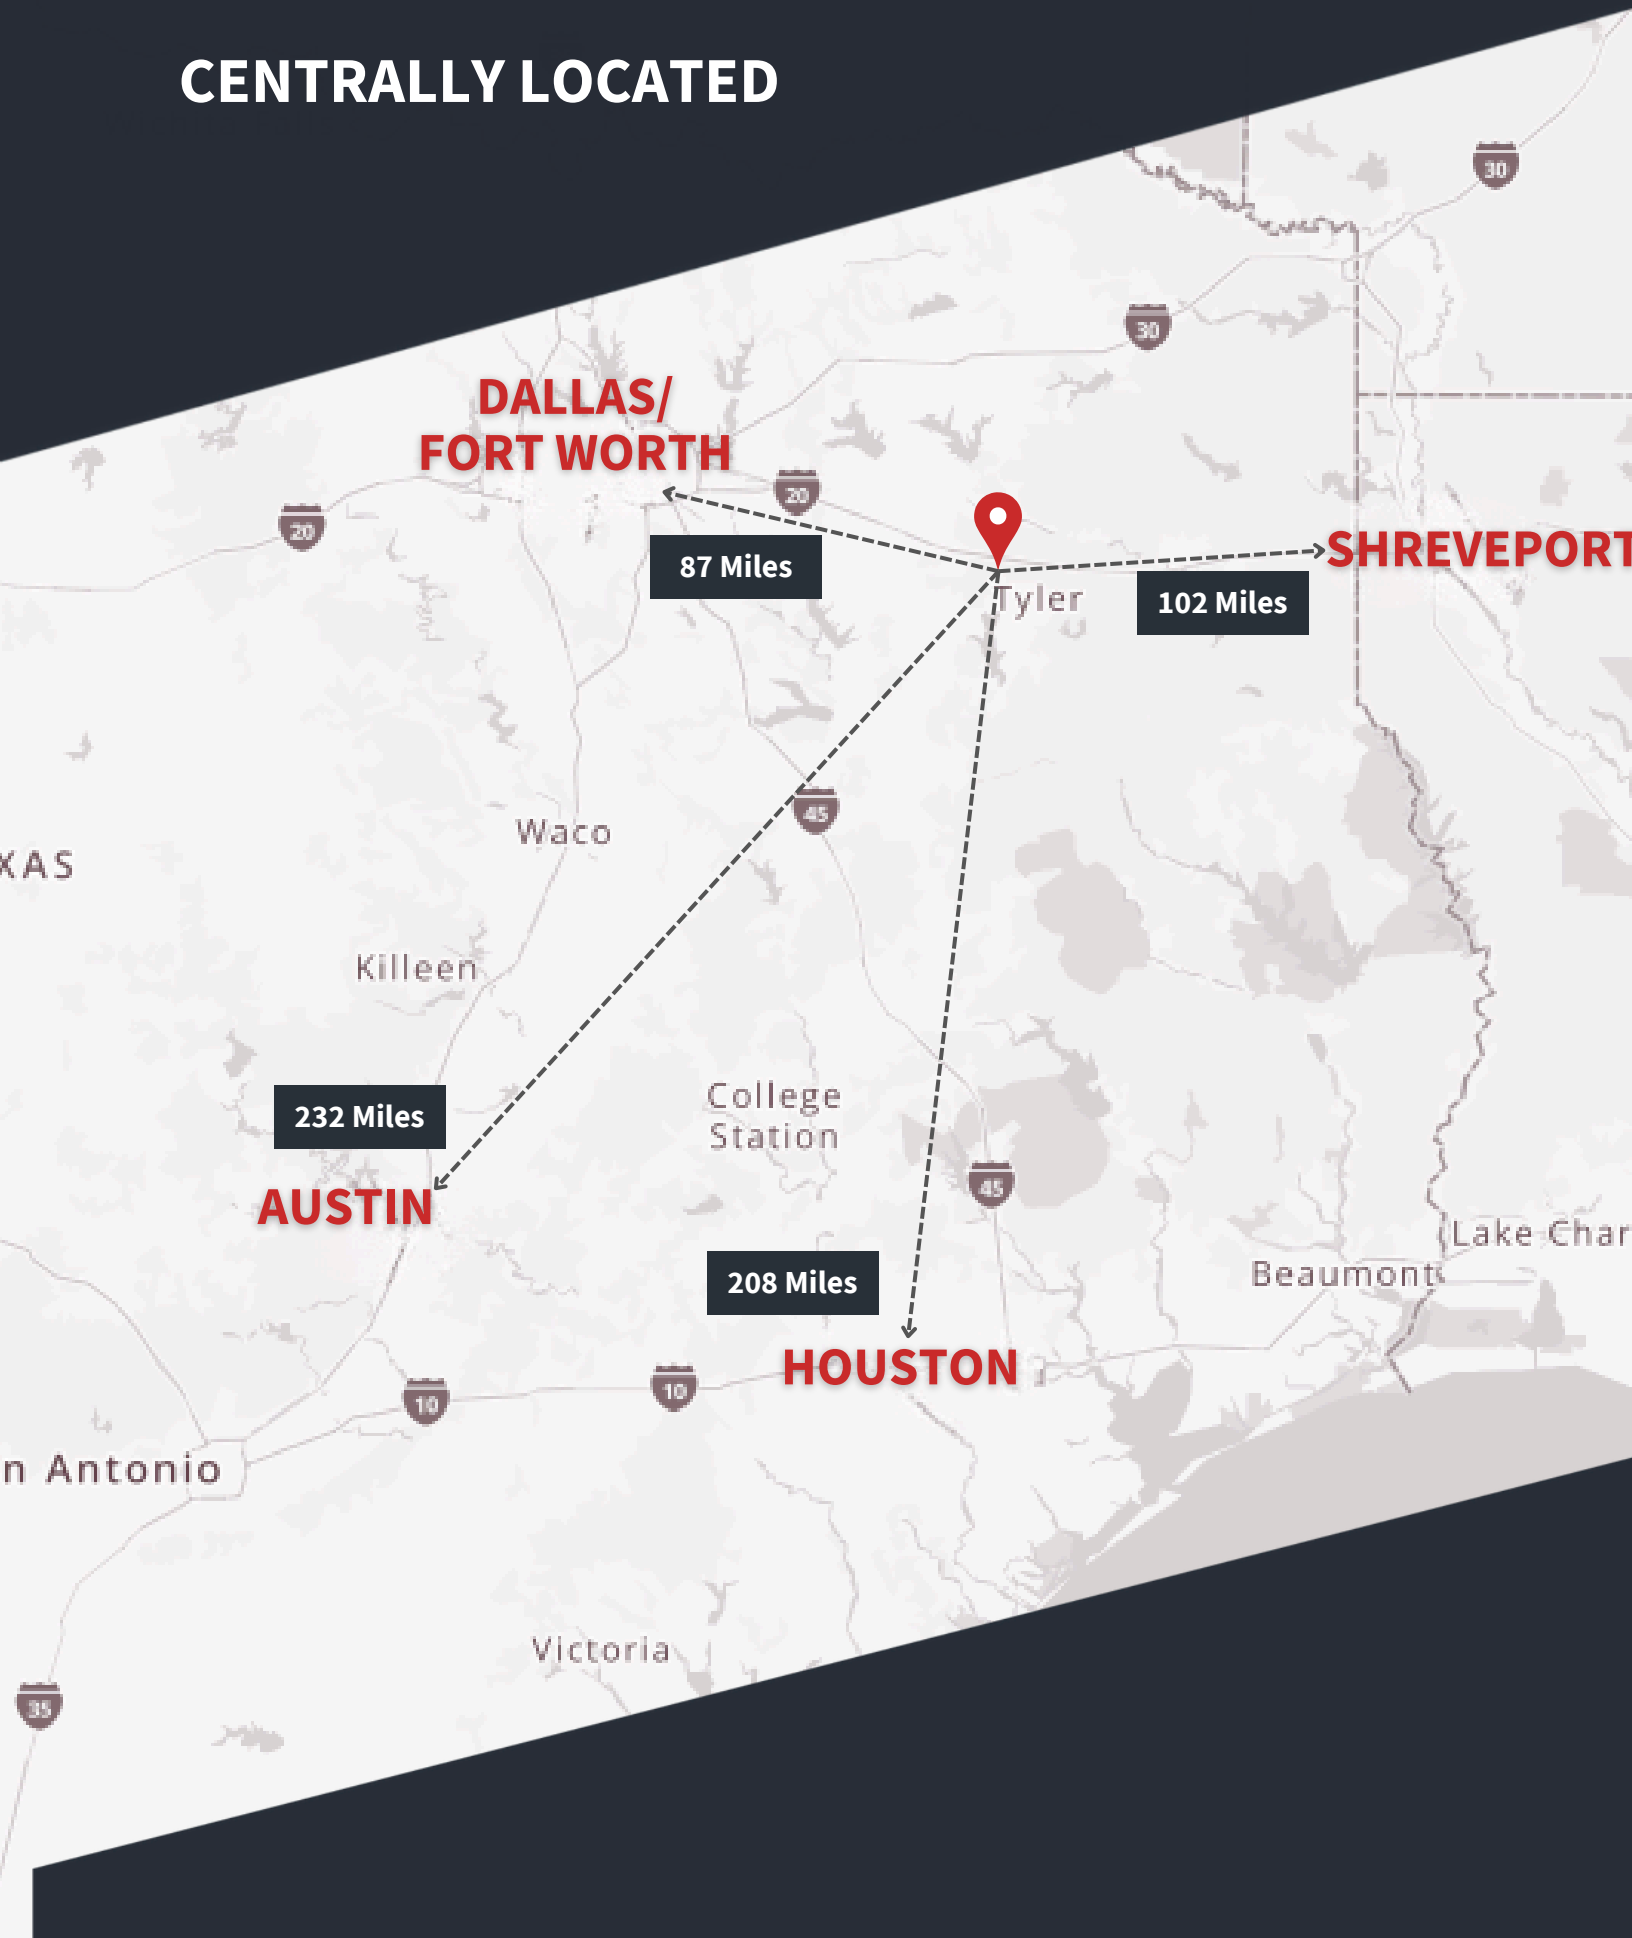 CENTRALLY LOCATED
30
30
DALLAS/
FORT WORTH
20
20
87 Miles
SHREVEPORT
Tyler
102 Miles
45
Waco
XAS
Killeen
College
Station
232 Miles
45
AUSTIN
Lake Char
Beaumont
208 Miles
HOUSTON
10
10
n Antonio
Victoria
35